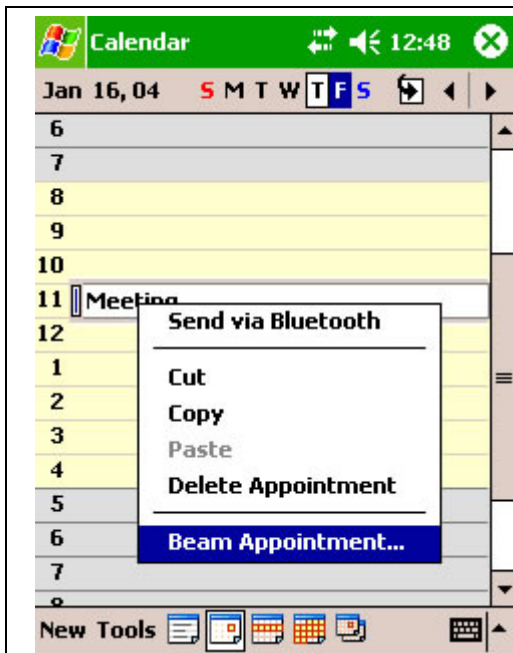 Calendar 12:48
Jan 16, 04 S M T W T F S
6
7
8
9
10
11 Meeting
12
Send via Bluetooth
1
Cut
2
Copy
3
Paste
4
Delete Appointment
5
6
Beam Appointment...
7
8
New Tools